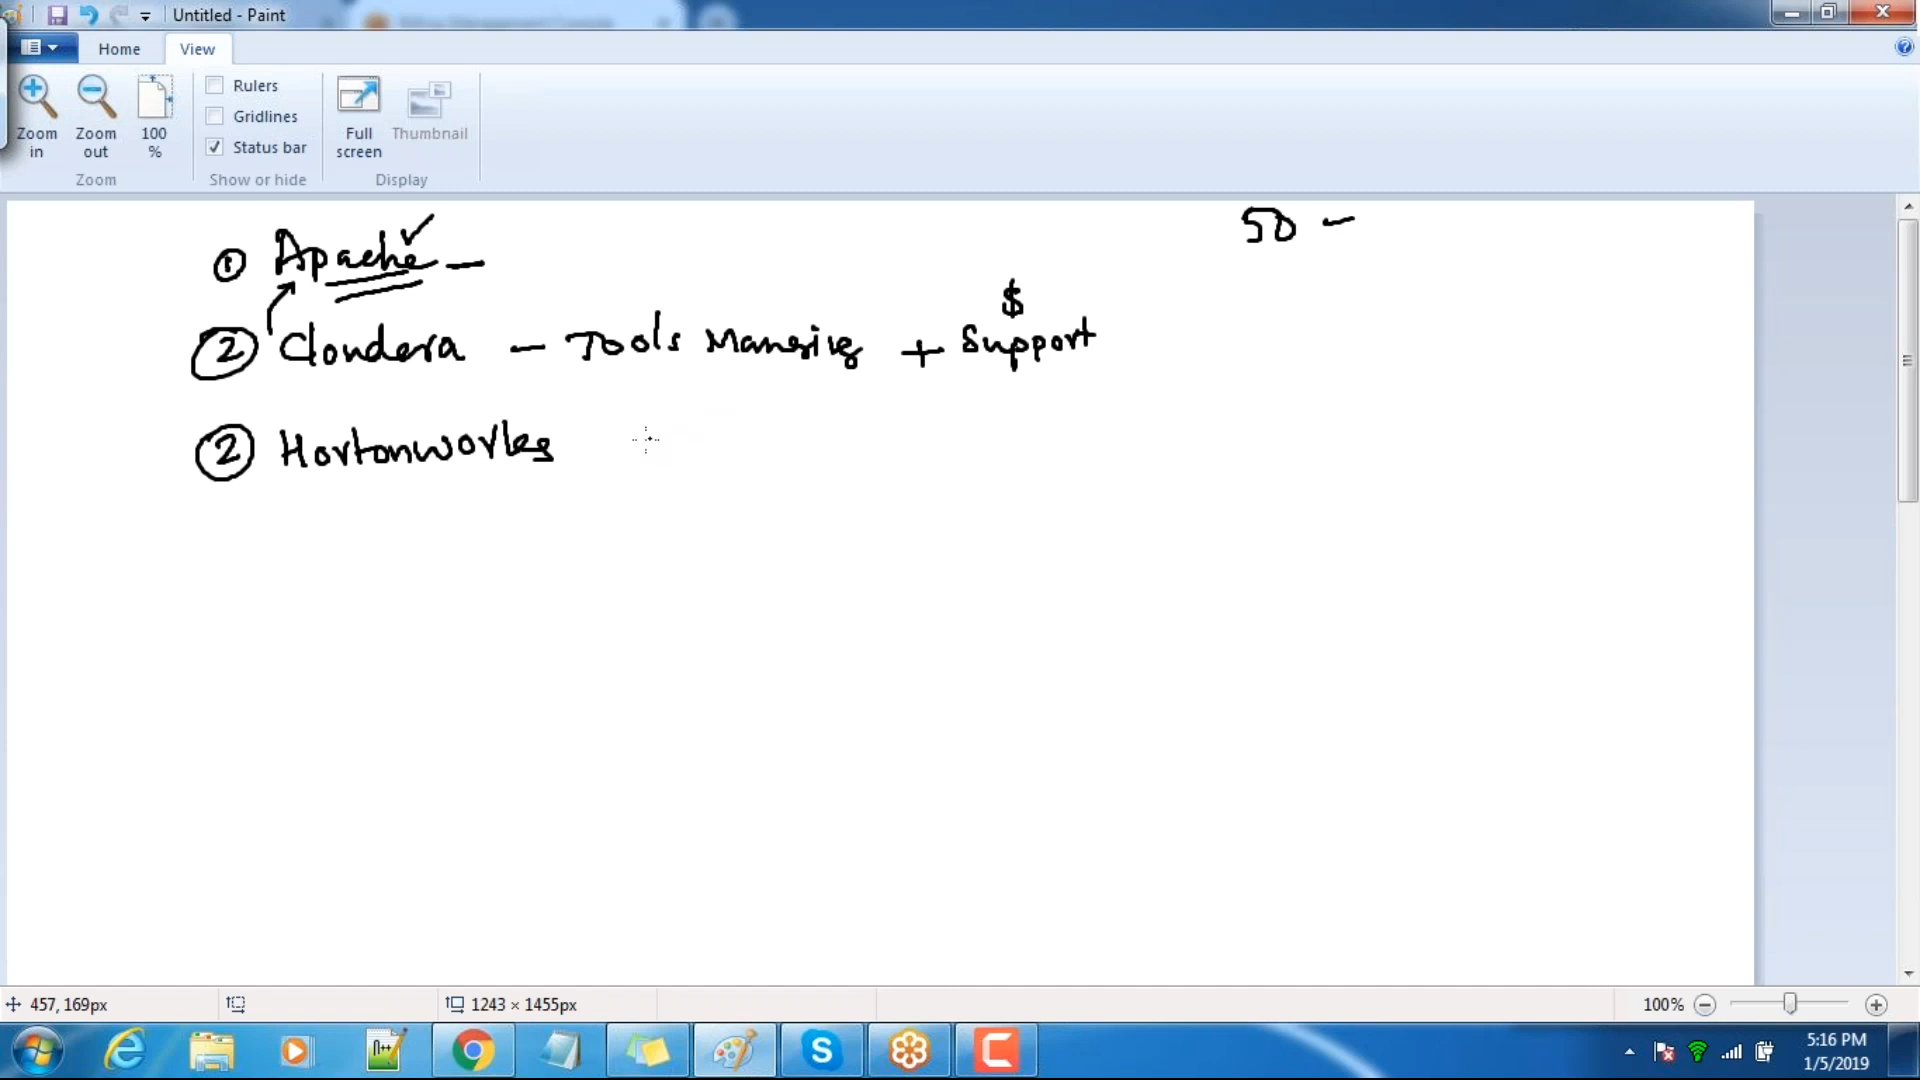 Untitled - Paint
Home View
Zoom in
Zoom out
100 %
Rulers
Gridlines
Status bar
Full screen
Thumbnail
Zoom
Show or hide
Display
50 -
① Apache ✓ -
$
② Cloudera - Tools + Support
② Hortonworks
457, 169px
1243 × 1455px
100%
5:16 PM
1/5/2019